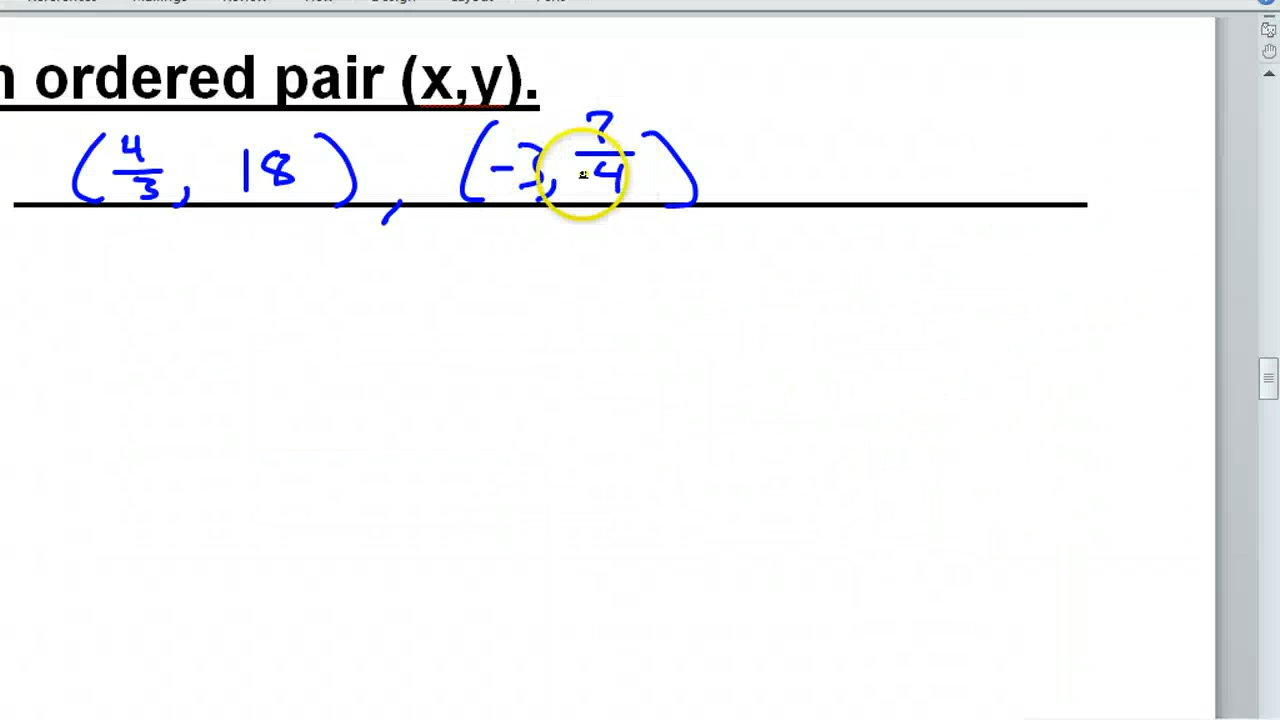 n ordered pair (x,y).
(4/3, 18), (-3, 7/4)